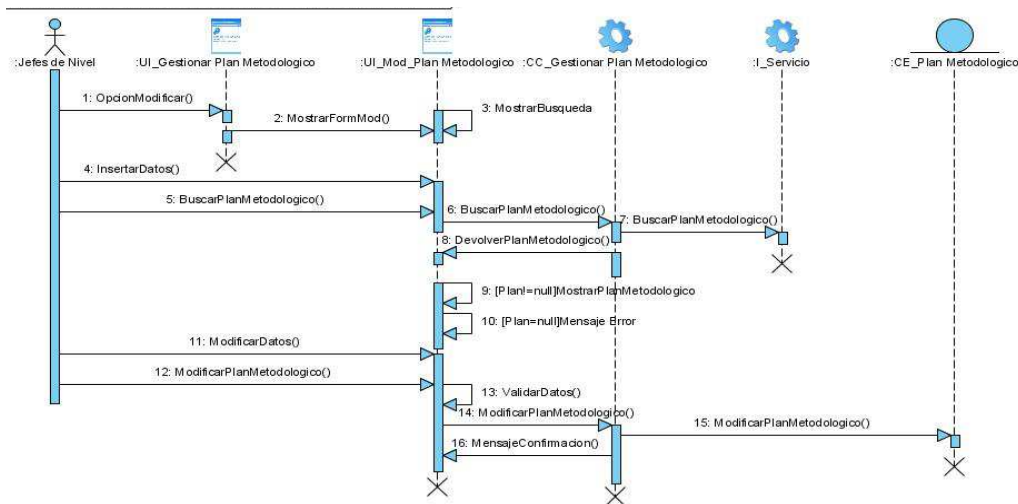 :Jefes de Nivel
:UI_Gestionar Plan Metodologico
:UI_Mod_Plan Metodologico
:CC_Gestionar Plan Metodologico
:I_Servicio
:CE_Plan Metodologico
1: OpcionModificar()
2: MostrarFormMod()
3: MostrarBusqueda
4: InsertarDatos()
5: BuscarPlanMetodologico()
6: BuscarPlanMetodologico()
7: BuscarPlanMetodologico()
8: DevolverPlanMetodologico()
9: [Plan!=null]MostrarPlanMetodologico
10: [Plan=null]Mensaje Error
11: ModificarDatos()
12: ModificarPlanMetodologico()
13: ValidarDatos()
14: ModificarPlanMetodologico()
15: ModificarPlanMetodologico()
16: MensajeConfirmacion()